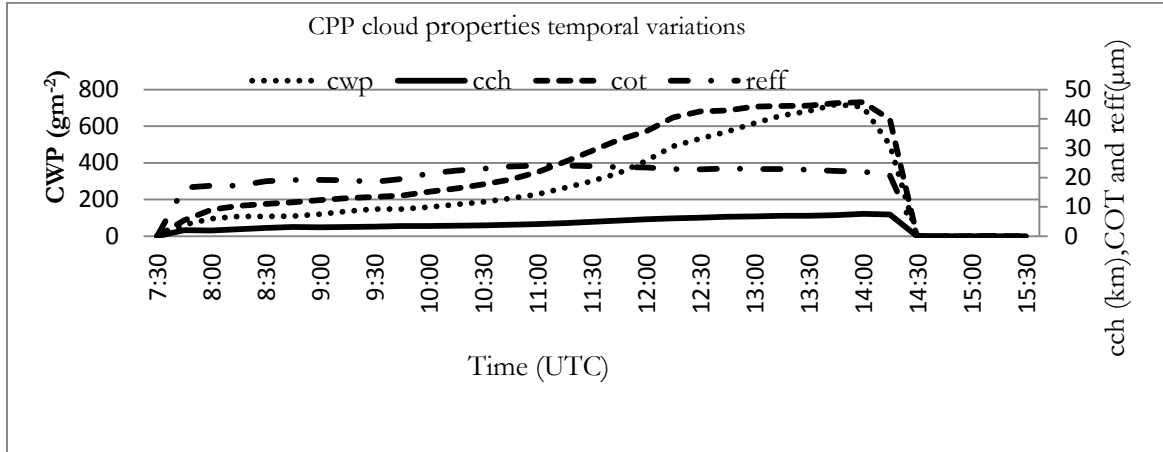 CPP cloud properties temporal variations
cwp cch cot reff
CWP (gm-2)
800
600
400
200
0
50
40
30
20
10
0
cch (km),COT and reff(µm)
7:30 8:00 8:30 9:00 9:30 10:00 10:30 11:00 11:30 12:00 12:30 13:00 13:30 14:00 14:30 15:00 15:30
Time (UTC)